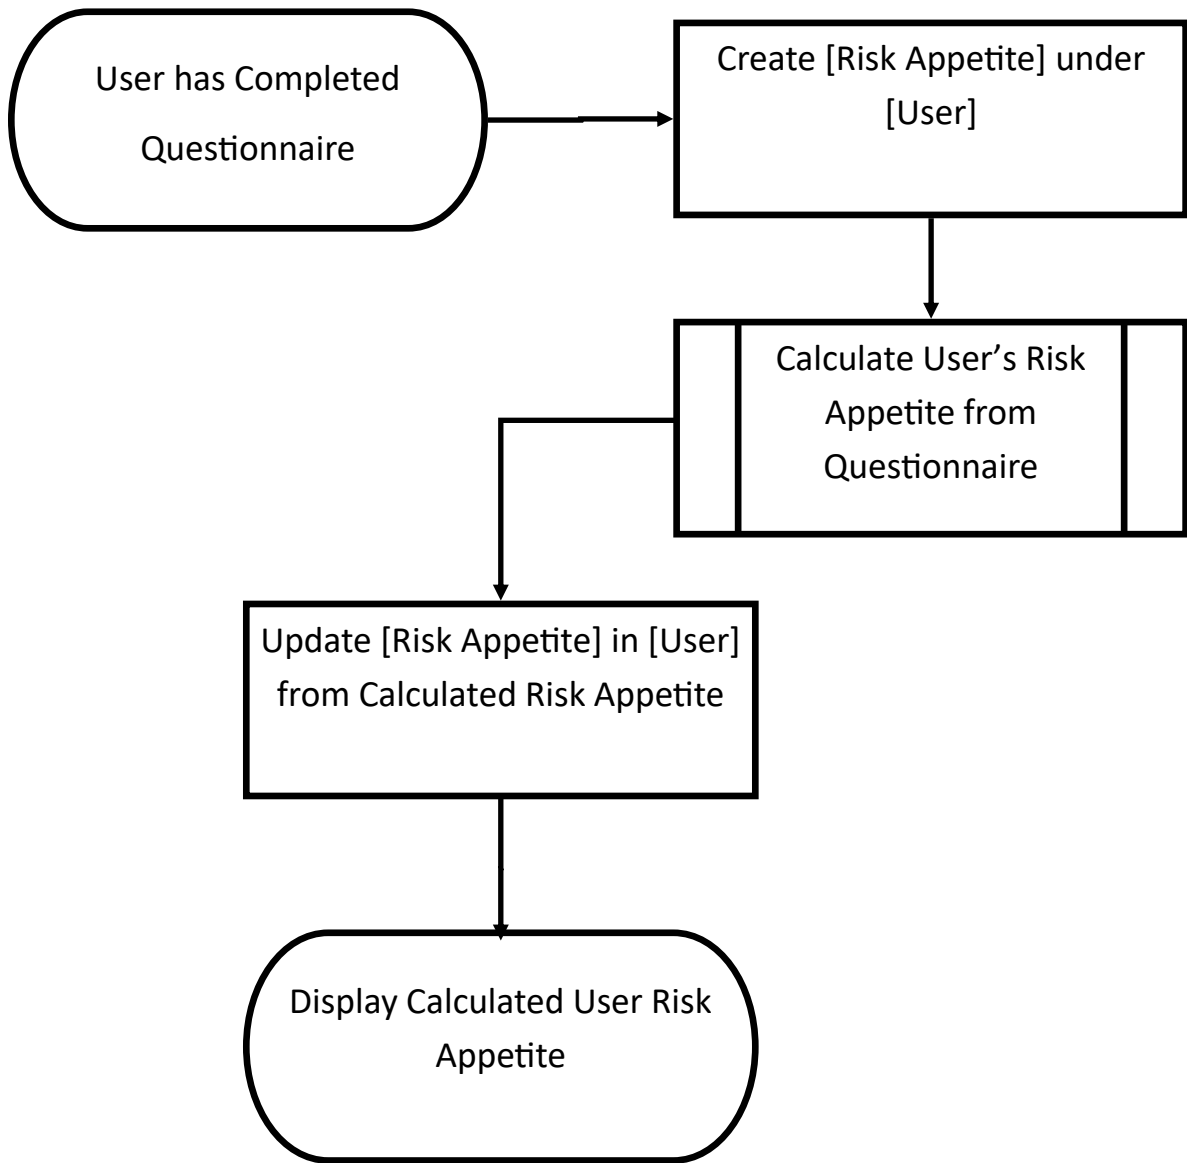 User has Completed
Questionnaire
Create [Risk Appetite] under
[User]
Calculate User’s Risk
Appetite from
Questionnaire
Update [Risk Appetite] in [User]
from Calculated Risk Appetite
Display Calculated User Risk
Appetite